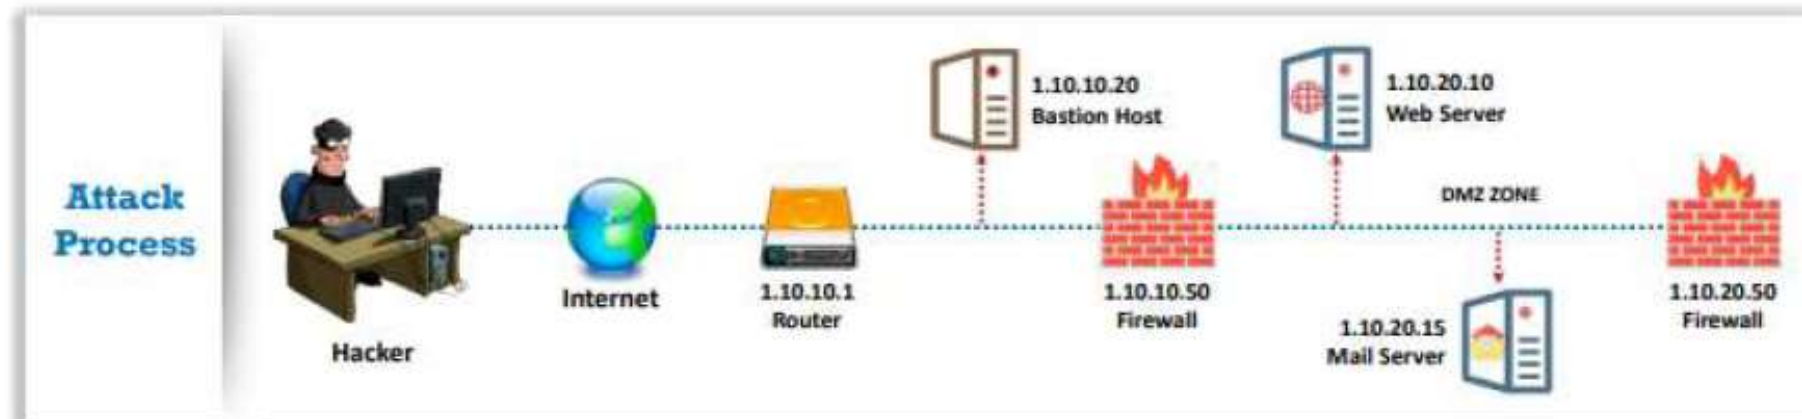 Attack
Process
Hacker
Internet
1.10.10.1
Router
1.10.10.20
Bastion Host
1.10.10.50
Firewall
1.10.20.10
Web Server
DMZ ZONE
1.10.20.15
Mail Server
1.10.20.50
Firewall